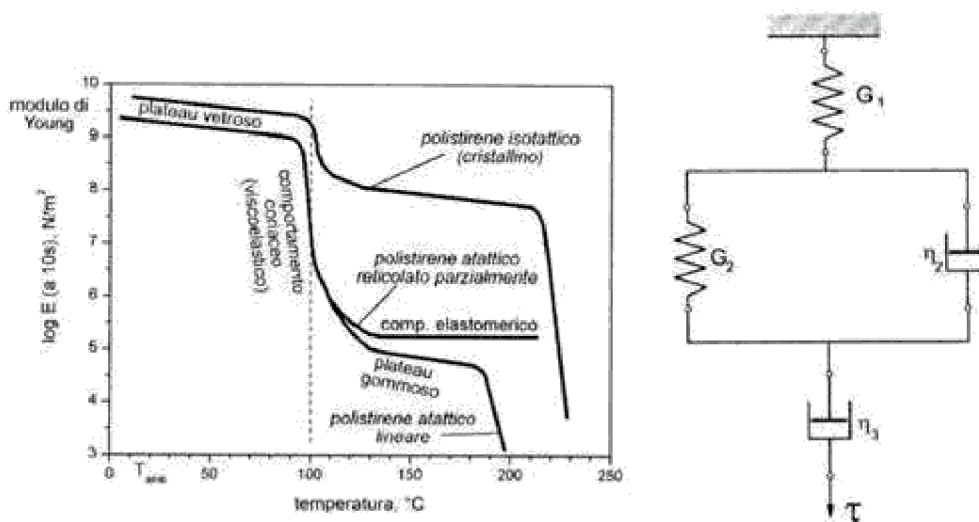 modulo di
Young
log E (a 10s), N/m²
10
9
8
7
6
5
4
3
plateau vetroso
polistirene isotattico
(cristallino)
comportamento
coriaceo
(viscoelastico)
polistirene atattico
relicolato parzialmente
comp. elastomerico
plateau
gommoso
polistirene atattico
lineare
0
50
100
150
200
250
T
temperatura, °C
G₁
G₂
η₂
η₃
τ